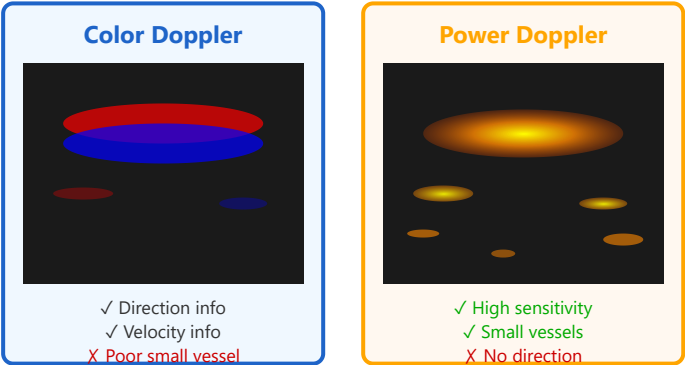 Color Doppler
✓ Direction info
✓ Velocity info
✗ Poor small vessel
Power Doppler
✓ High sensitivity
✓ Small vessels
✗ No direction